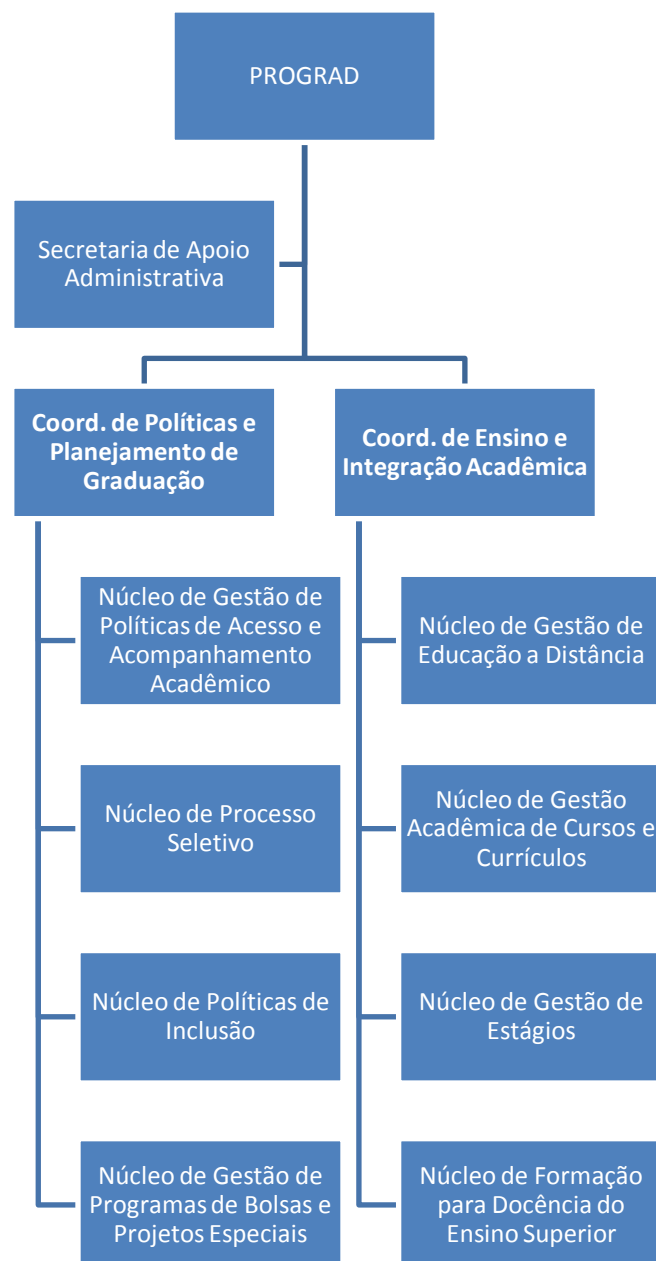 PROGRAD
Secretaria de Apoio
Administrativa
Coord. de Políticas e
Planejamento de
Graduação
Coord. de Ensino e
Integração Acadêmica
Núcleo de Gestão de
Políticas de Acesso e
Acompanhamento
Acadêmico
Núcleo de Gestão de
Educação a Distância
Núcleo de Processo
Seletivo
Núcleo de Gestão
Acadêmica de Cursos e
Currículos
Núcleo de Políticas de
Inclusão
Núcleo de Gestão de
Estágios
Núcleo de Gestão de
Programas de Bolsas e
Projetos Especiais
Núcleo de Formação
para Docência do
Ensino Superior